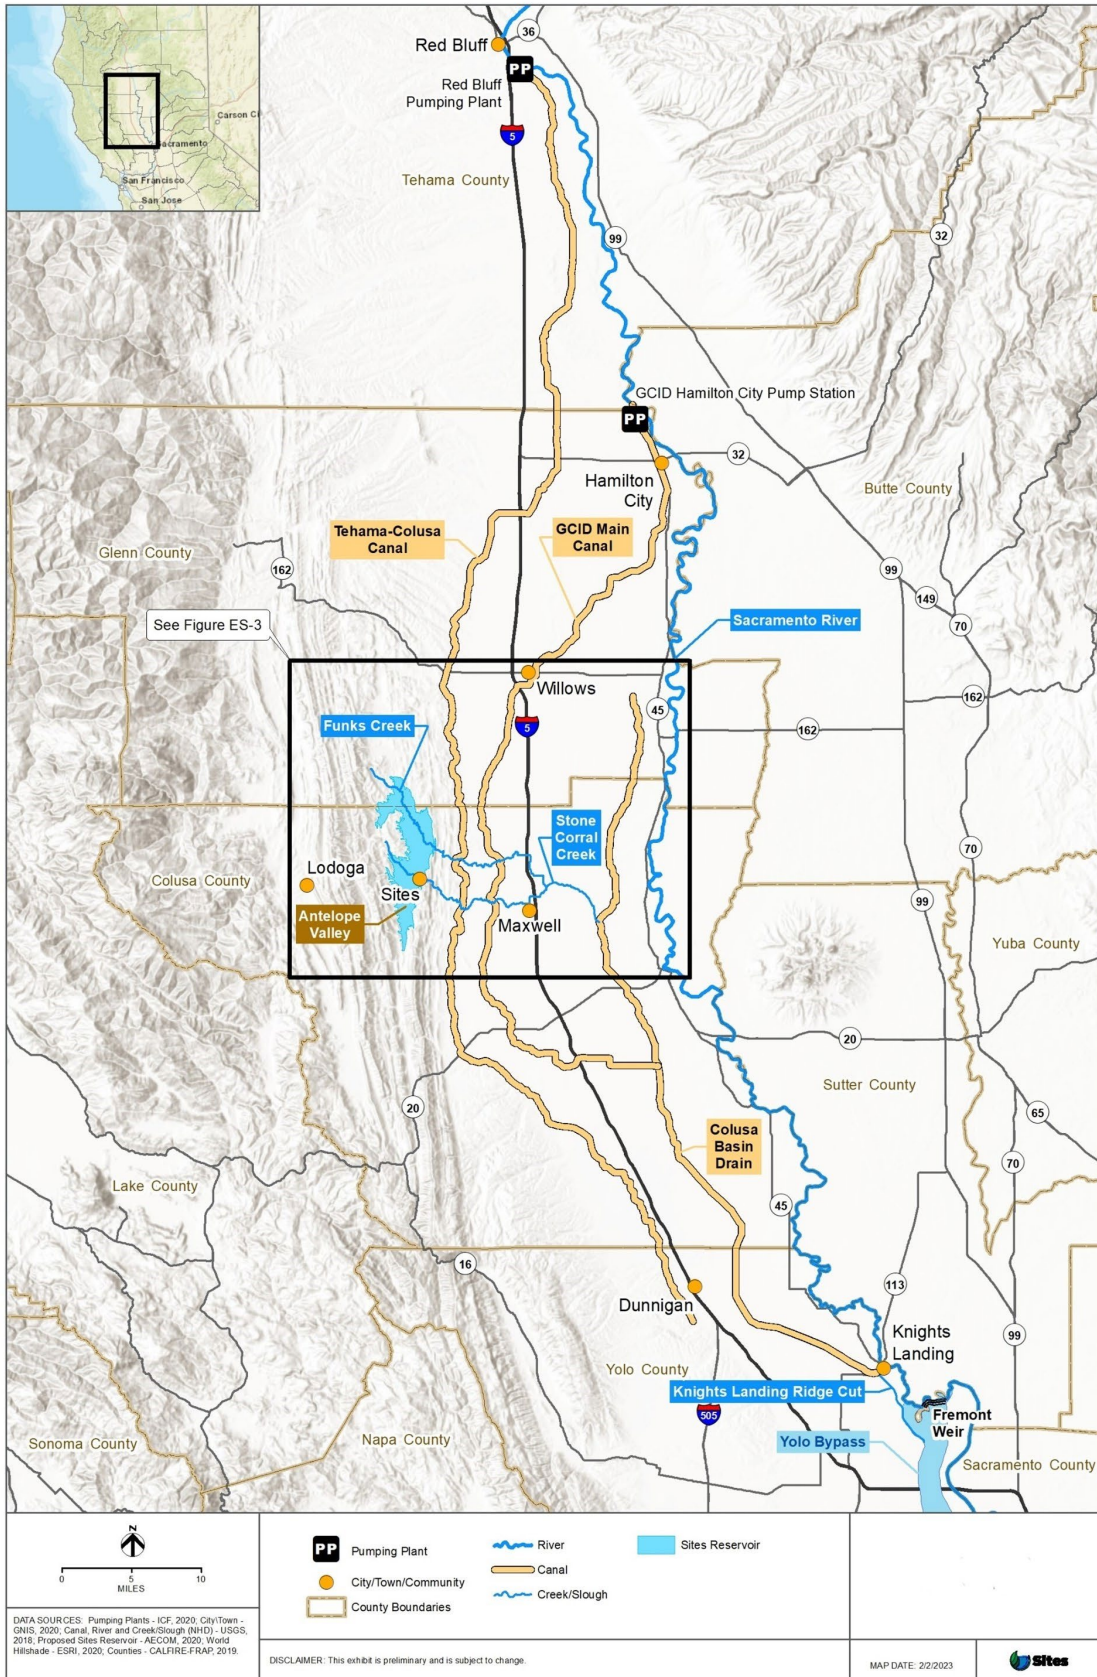 Carson Ci
Sacramento
San Francisco
San Jose
36
Red Bluff
PP
Red Bluff
Pumping Plant
5
Tehama County
99
32
GCID Hamilton City Pump Station
PP
32
Hamilton
City
Butte County
Tehama-Colusa
Canal
GCID Main
Canal
Glenn County
162
99
149
70
See Figure ES-3
Sacramento River
Willows
162
45
Funks Creek
5
162
Stone
Corral
Creek
70
Lodoga
Colusa County
Sites
99
Antelope
Valley
Maxwell
Yuba County
20
Sutter County
20
65
Colusa
Basin
Drain
70
Lake County
45
16
113
Dunnigan
99
Knights
Landing
Yolo County
Knights Landing Ridge Cut
505
Fremont
Weir
Sonoma County
Napa County
Yolo Bypass
Sacramento County
N
0 5 10
MILES
PP Pumping Plant
City/Town/Community
County Boundaries
River
Canal
Creek/Slough
Sites Reservoir
DATA SOURCES: Pumping Plants - ICF, 2020; City\Town -
GNIS, 2020; Canal, River and Creek/Slough (NHD) - USGS,
2018; Proposed Sites Reservoir - AECOM, 2020; World
Hillshade - ESRI, 2020; Counties - CALFIRE-FRAP, 2019.
DISCLAIMER: This exhibit is preliminary and is subject to change.
MAP DATE: 2/2/2023
Sites